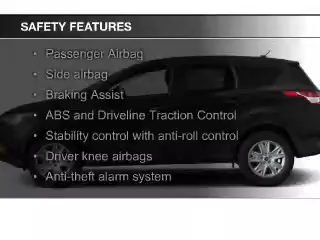 SAFETY FEATURES
• Passenger Airbag
• Side airbag
• Braking Assist
• ABS and Driveline Traction Control
• Stability control with anti-roll control
• Driver knee airbags
• Anti-theft alarm system